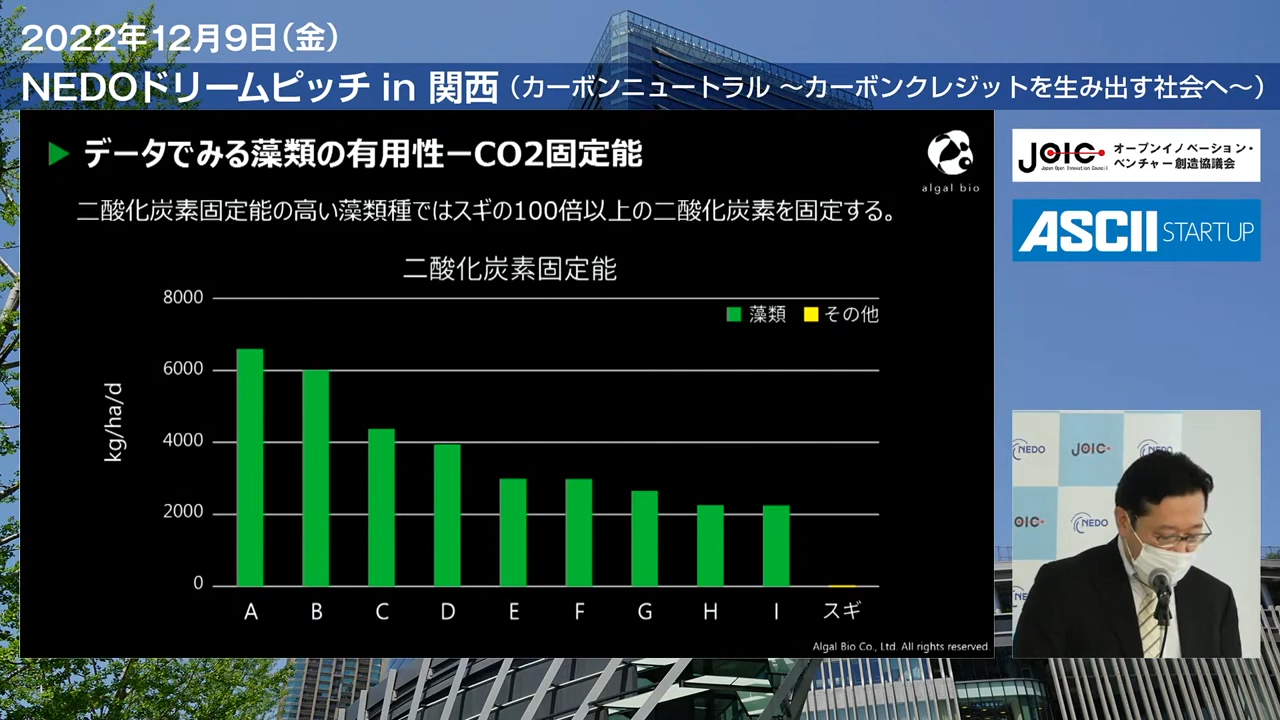 2022年12月9日（金）
NEDOドリームピッチ in 関西（カーボンニュートラル ～カーボンクレジットを生み出す社会へ～）
データでみる藻類の有用性ーCO2固定能
algal bio
二酸化炭素固定能の高い藻類種ではスギの100倍以上の二酸化炭素を固定する。
二酸化炭素固定能
藻類 その他
kg/ha/d
8000
6000
4000
2000
0
A B C D E F G H I スギ
Algal Bio Co., Ltd. All rights reserved.
JOIC オープンイノベーション・
ベンチャー創造協議会
Japan Open Innovation Council
ASCII STARTUP
NEDO JOIC NEDO
OIC NEDO
NE